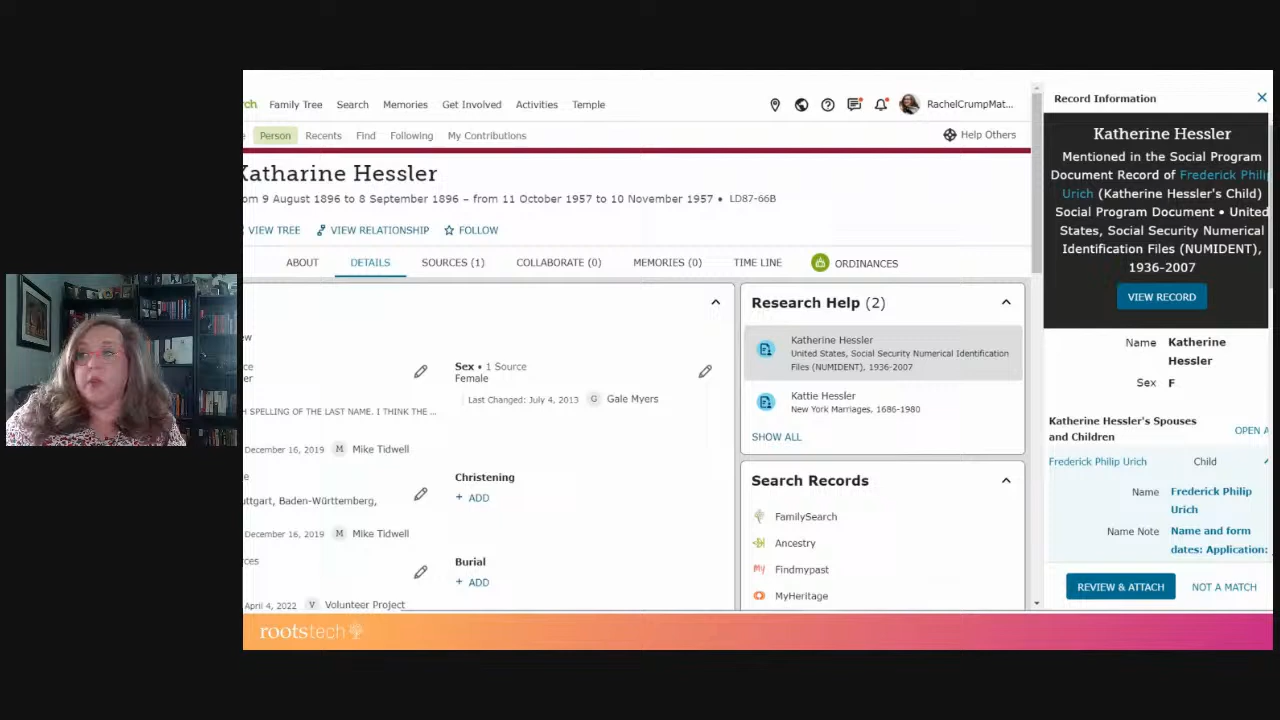 rch Family Tree Search Memories Get Involved Activities Temple RachelCrumpMat...
e Person Recents Find Following My Contributions Help Others
Katharine Hessler
om 9 August 1896 to 8 September 1896 – from 11 October 1957 to 10 November 1957 • LD87-66B
VIEW TREE VIEW RELATIONSHIP FOLLOW
ABOUT DETAILS SOURCES (1) COLLABORATE (0) MEMORIES (0) TIME LINE ORDINANCES
ew
ce
er
H SPELLING OF THE LAST NAME. I THINK THE ...
December 16, 2019 M Mike Tidwell
e
uttgart, Baden-Württemberg,
December 16, 2019 M Mike Tidwell
ces
April 4, 2022 V Volunteer Project
Sex • 1 Source
Female
Last Changed: July 4, 2013 G Gale Myers
Christening
+ ADD
Burial
+ ADD
Research Help (2)
Katherine Hessler
United States, Social Security Numerical Identification
Files (NUMIDENT), 1936-2007
Kattie Hessler
New York Marriages, 1686-1980
SHOW ALL
Search Records
FamilySearch
Ancestry
my Findmypast
MyHeritage
Record Information
Katherine Hessler
Mentioned in the Social Program
Document Record of Frederick Philip
Urich (Katherine Hessler's Child)
Social Program Document • United
States, Social Security Numerical
Identification Files (NUMIDENT),
1936-2007
VIEW RECORD
Name Katherine
Hessler
Sex F
Katherine Hessler's Spouses
and Children
OPEN A
Frederick Philip Urich Child
Name Frederick Philip
Urich
Name Note Name and form
dates: Application:
REVIEW & ATTACH NOT A MATCH
rootstech